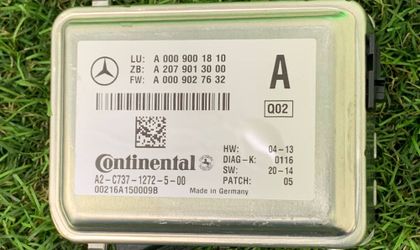 LU: A 000 900 18 10
ZB: A 207 901 30 00
FW: A 000 902 76 32
A
Q02
Continental
HW: 04-13
DIAG-K: 0116
SW: 20-14
PATCH: 05
A2-C737-1272-5-00
00216A150009B
Made in Germany